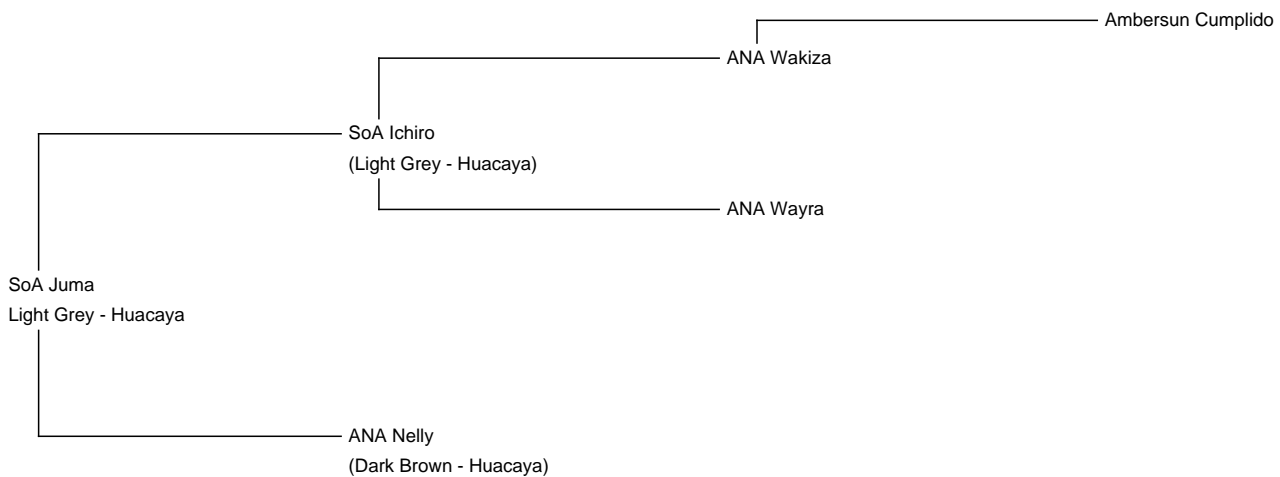 Ambersun Cumplido
ANA Wakiza
SoA Ichiro
(Light Grey - Huacaya)
ANA Wayra
SoA Juma
Light Grey - Huacaya
ANA Nelly
(Dark Brown - Huacaya)